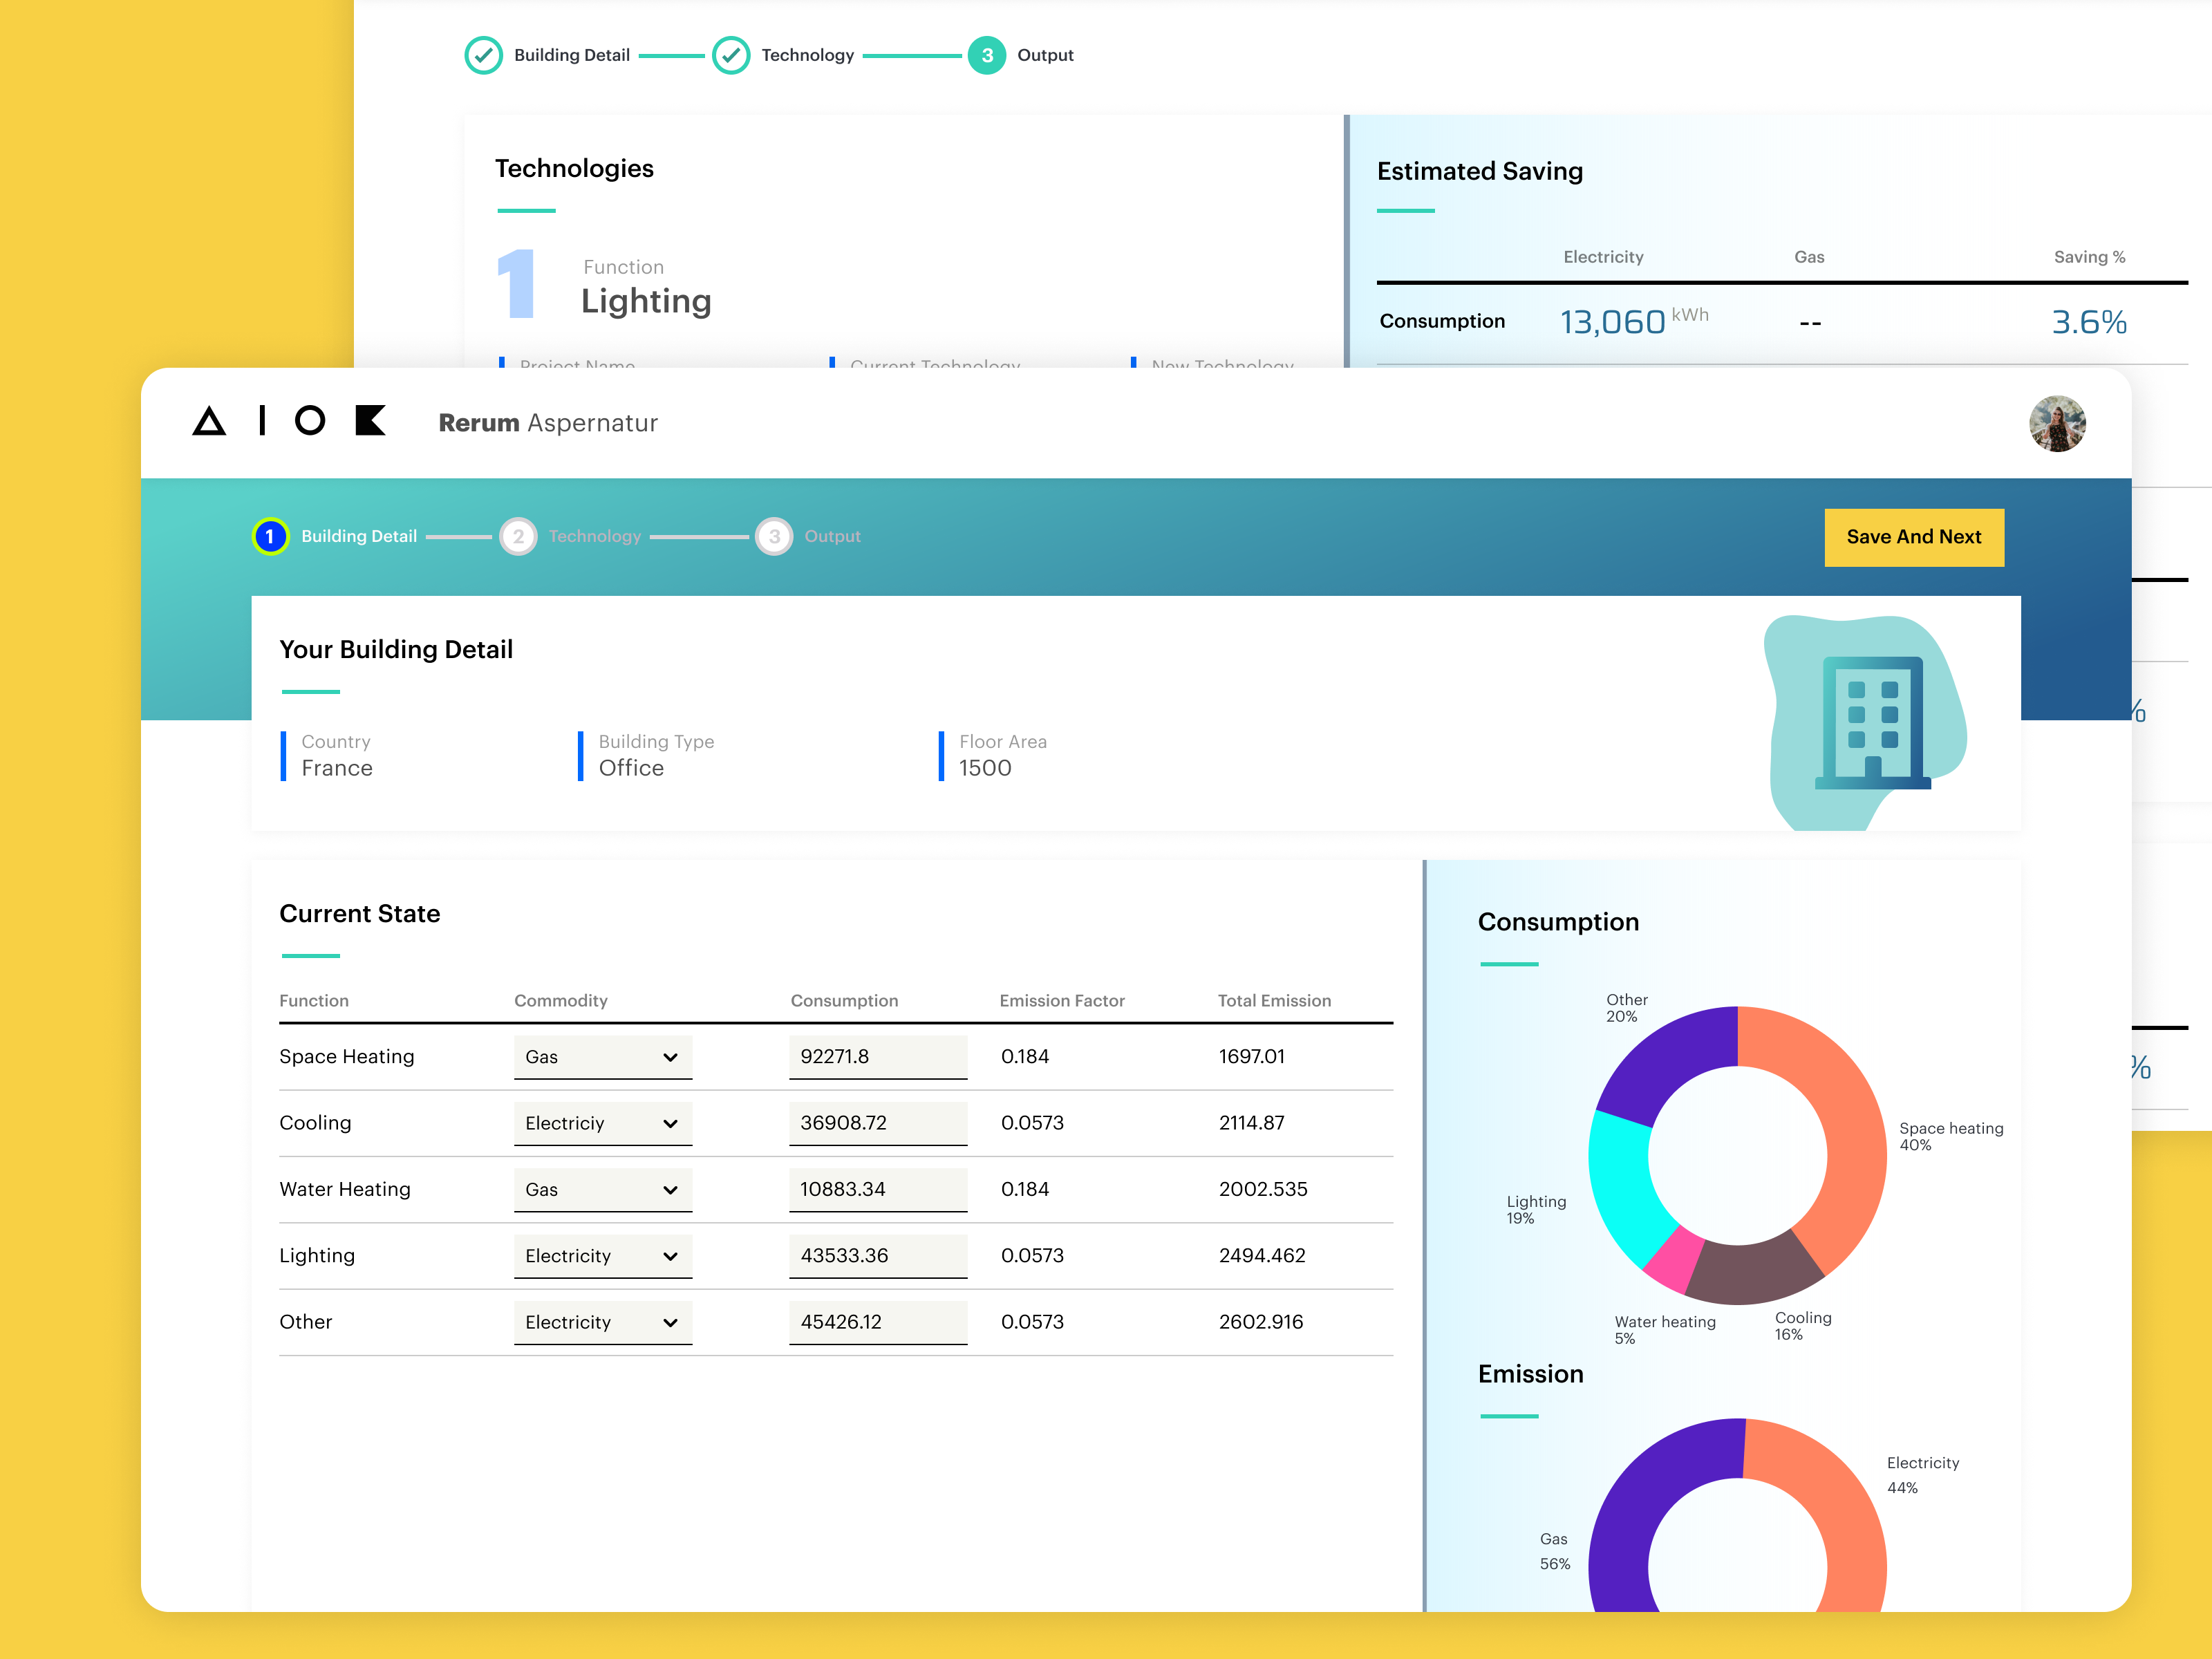 Building Detail
Technology
3
Output
Technologies
1
Function
Lighting
Project Name
Current Technology
New Technology
Estimated Saving
Electricity Gas Saving %
Consumption 13,060 kWh -- 3.6%
%
%
AIOK
Rerum Aspernatur
1 Building Detail
2 Technology
3 Output
Save And Next
Your Building Detail
Country
France
Building Type
Office
Floor Area
1500
Current State
Function Commodity Consumption Emission Factor Total Emission
Space Heating Gas 92271.8 0.184 1697.01
Cooling Electriciy 36908.72 0.0573 2114.87
Water Heating Gas 10883.34 0.184 2002.535
Lighting Electricity 43533.36 0.0573 2494.462
Other Electricity 45426.12 0.0573 2602.916
Consumption
Other
20%
Space heating
40%
Lighting
19%
Water heating
5%
Cooling
16%
Emission
Electricity
44%
Gas
56%